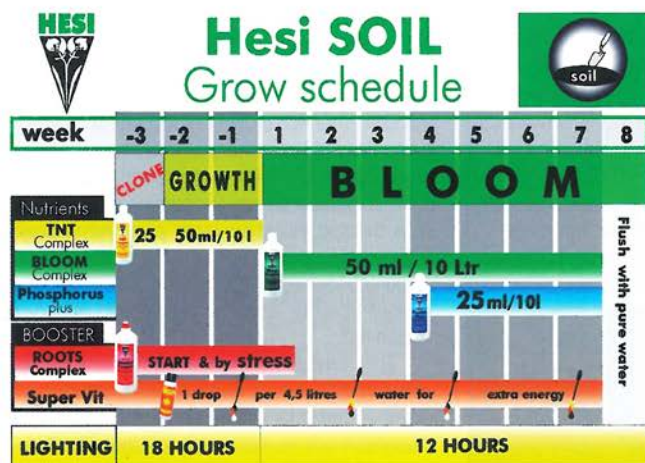 HESI
Hesi SOIL
Grow schedule
soil
week -3 -2 -1 1 2 3 4 5 6 7 8
CLONE GROWTH BLOOM
Nutrients
TNT Complex 25 50ml/10 l
BLOOM Complex 50 ml / 10 Ltr
Phosphorus plus 25ml/10l
Flush with pure water
BOOSTER
ROOTS Complex START & by stress
Super Vit 1 drop per 4,5 litres water for extra energy
LIGHTING 18 HOURS 12 HOURS